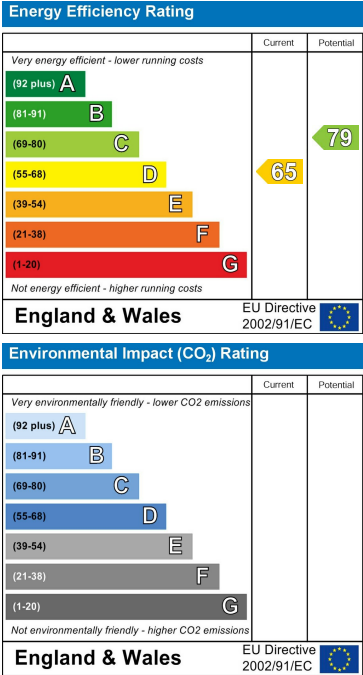 Energy Efficiency Rating
Current Potential
Very energy efficient - lower running costs
(92 plus) A
(81-91) B
(69-80) C
79
(55-68) D
65
(39-54) E
(21-38) F
(1-20) G
Not energy efficient - higher running costs
England & Wales
EU Directive
2002/91/EC
Environmental Impact (CO₂) Rating
Current Potential
Very environmentally friendly - lower CO2 emissions
(92 plus) A
(81-91) B
(69-80) C
(55-68) D
(39-54) E
(21-38) F
(1-20) G
Not environmentally friendly - higher CO2 emissions
England & Wales
EU Directive
2002/91/EC